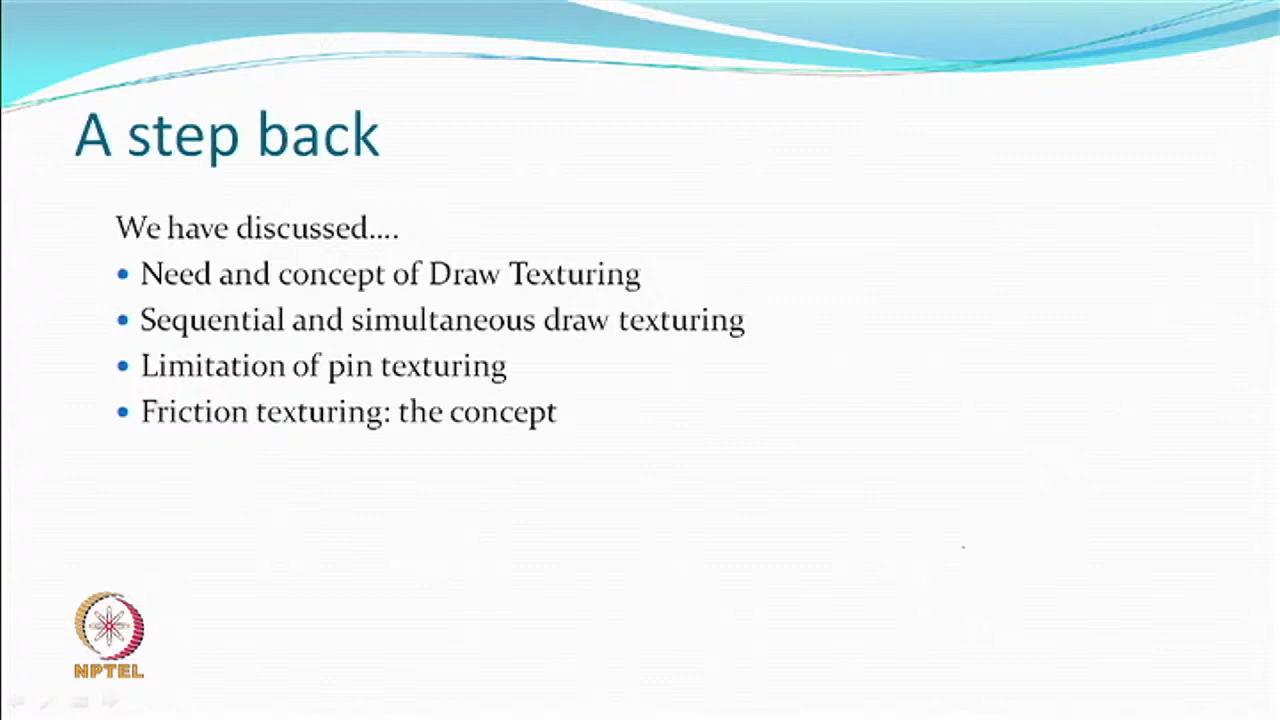 A step back
We have discussed....
• Need and concept of Draw Texturing
• Sequential and simultaneous draw texturing
• Limitation of pin texturing
• Friction texturing: the concept
NPTEL